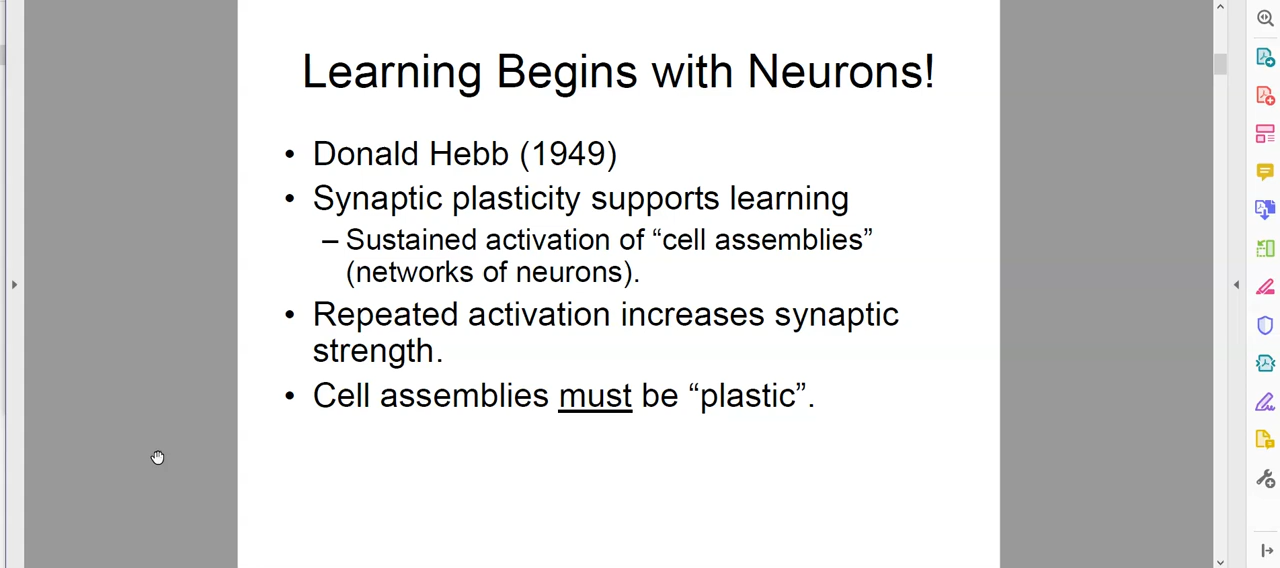 Learning Begins with Neurons!
• Donald Hebb (1949)
• Synaptic plasticity supports learning
– Sustained activation of “cell assemblies”
(networks of neurons).
• Repeated activation increases synaptic
strength.
• Cell assemblies must be “plastic”.